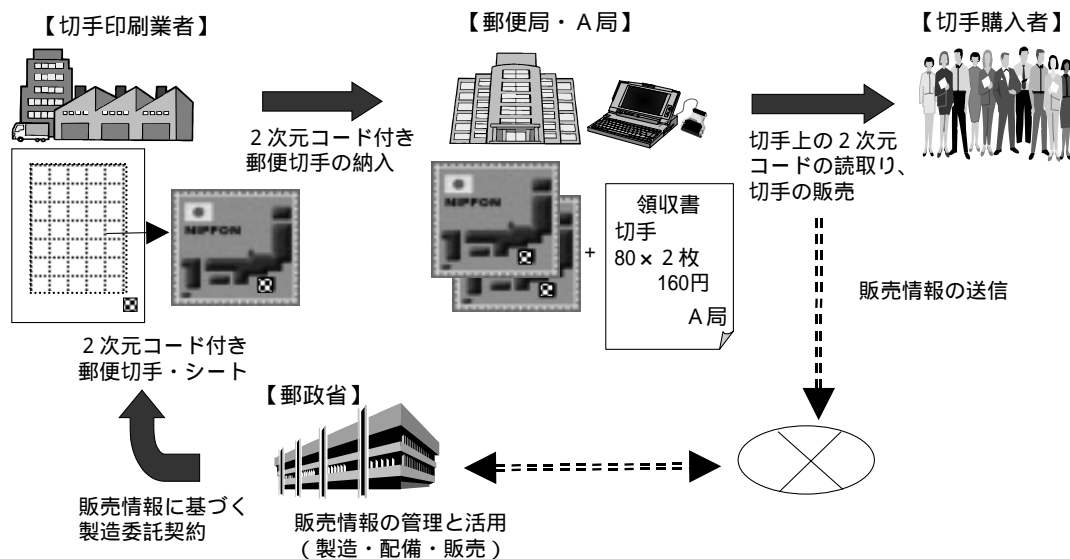 【切手印刷業者】
【郵便局・A局】
【切手購入者】
2次元コード付き
郵便切手の納入
切手上の2次元
コードの読取り、
切手の販売
NIPPON
NIPPON
領収書
切手
80×2枚
160円
A局
+
販売情報の送信
2次元コード付き
郵便切手・シート
【郵政省】
販売情報に基づく
製造委託契約
販売情報の管理と活用
(製造・配備・販売)